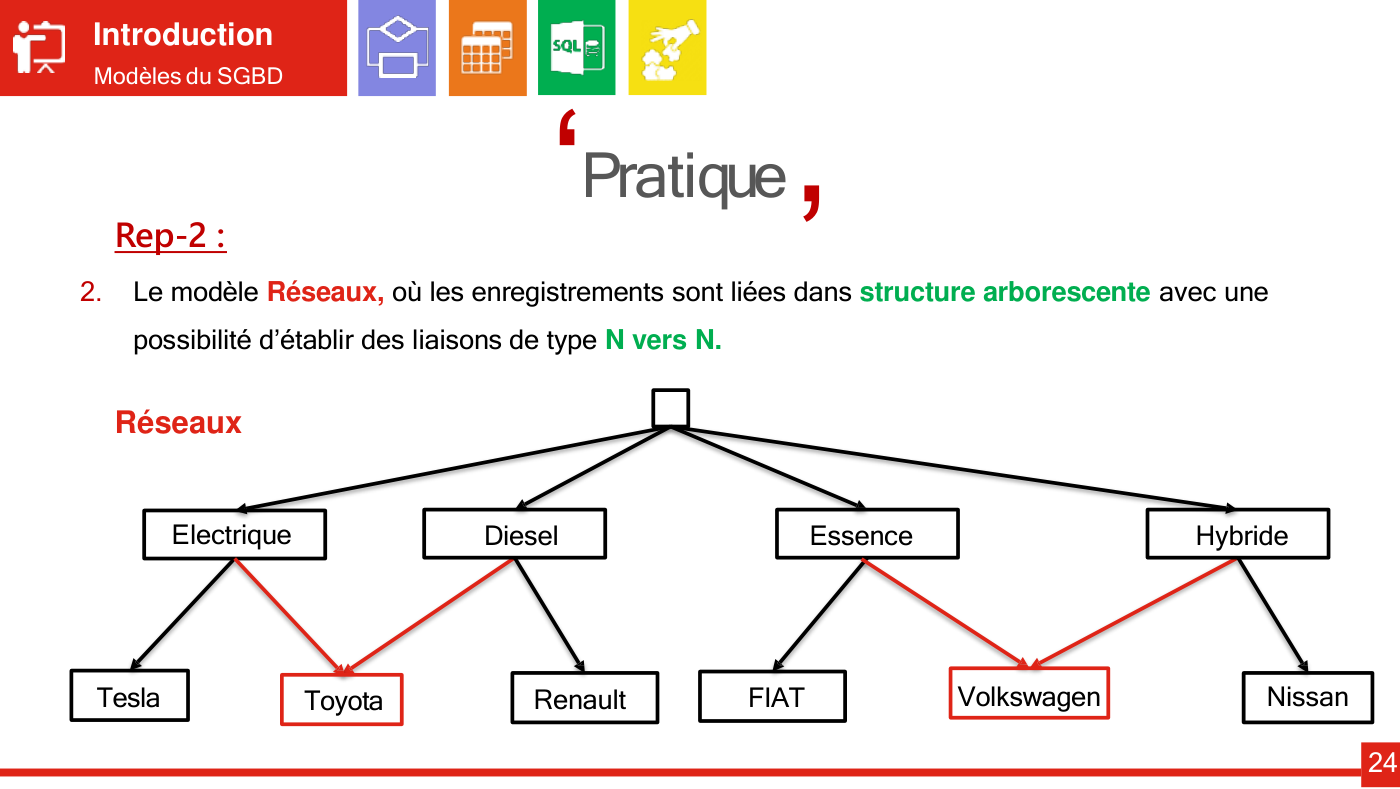 Introduction
Modèles du SGBD
SQL
‘Pratique’
Rep-2 :
2. Le modèle Réseaux, où les enregistrements sont liées dans structure arborescente avec une
possibilité d’établir des liaisons de type N vers N.
Réseaux
Electrique Diesel Essence Hybride
Tesla Toyota Renault FIAT Volkswagen Nissan
24